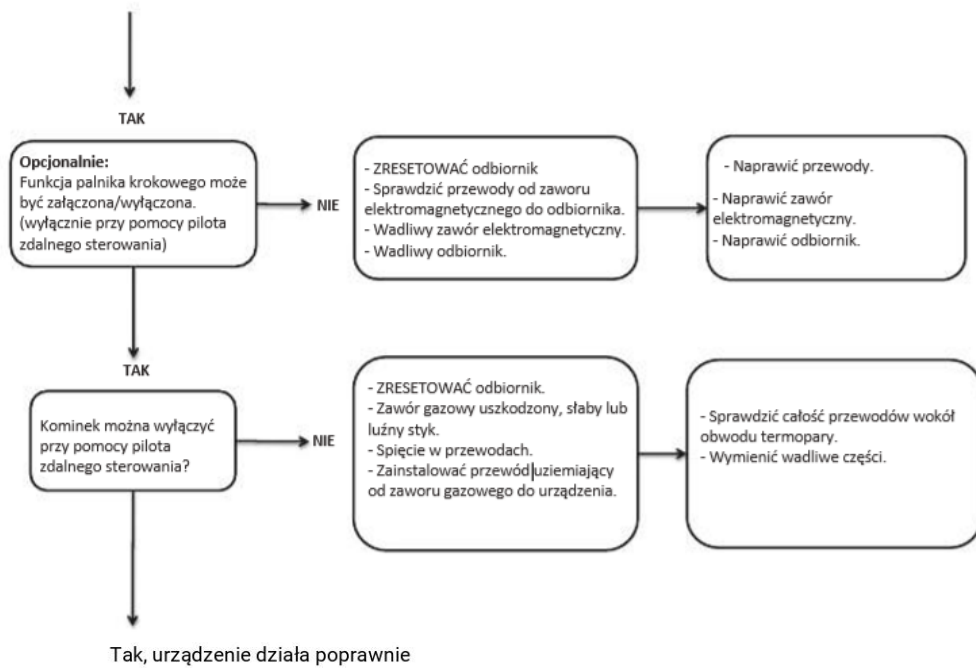 TAK
Opcjonalnie:
Funkcja palnika krokowego może
być załączona/wyłączona.
(wyłącznie przy pomocy pilota
zdalnego sterowania)
NIE
- ZRESETOWAĆ odbiornik
- Sprawdzić przewody od zaworu
elektromagnetycznego do odbiornika.
- Wadliwy zawór elektromagnetyczny.
- Wadliwy odbiornik.
- Naprawić przewody.
- Naprawić zawór
elektromagnetyczny.
- Naprawić odbiornik.
TAK
Kominek można wyłączyć
przy pomocy pilota
zdalnego sterowania?
NIE
- ZRESETOWAĆ odbiornik.
- Zawór gazowy uszkodzony, słaby lub
luźny styk.
- Spięcie w przewodach.
- Zainstalować przewód uziemiający
od zaworu gazowego do urządzenia.
- Sprawdzić całość przewodów wokół
obwodu termopary.
- Wymienić wadliwe części.
Tak, urządzenie działa poprawnie